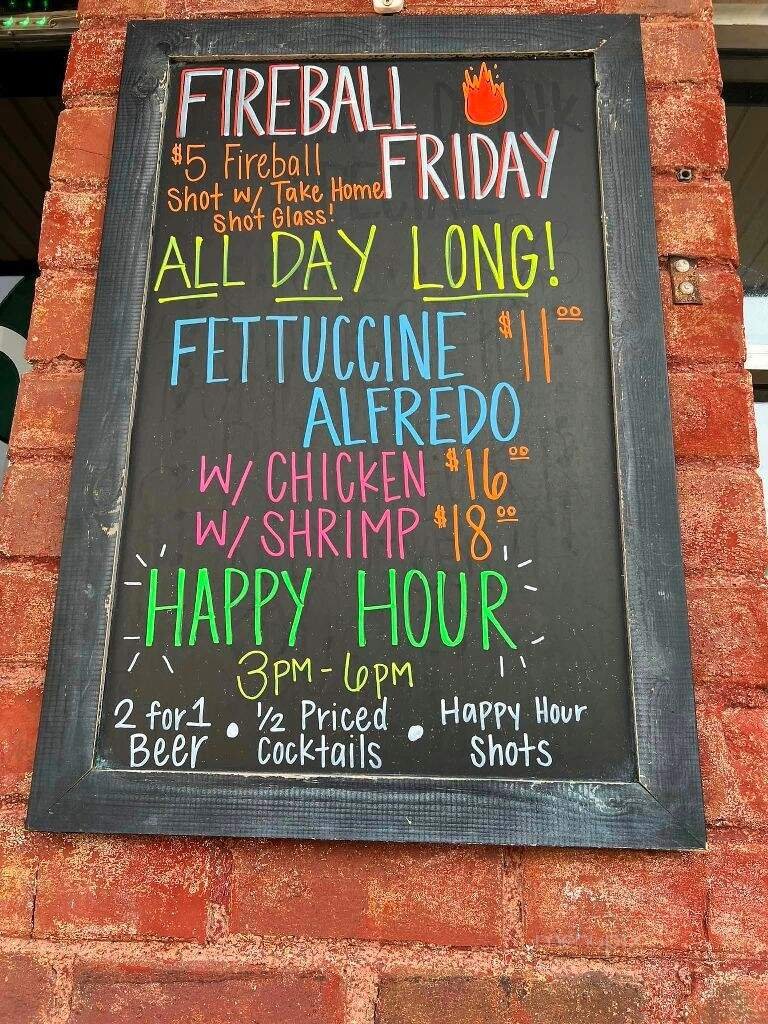 FIREBALL
FRIDAY
$5 Fireball
Shot w/ Take Home
Shot Glass!
ALL DAY LONG!
FETTUCCINE $11 00
ALFREDO
W/ CHICKEN $16 00
W/ SHRIMP $18 00
HAPPY HOUR
3PM - 6PM
2 for 1 Beer • 1/2 Priced Cocktails • Happy Hour Shots